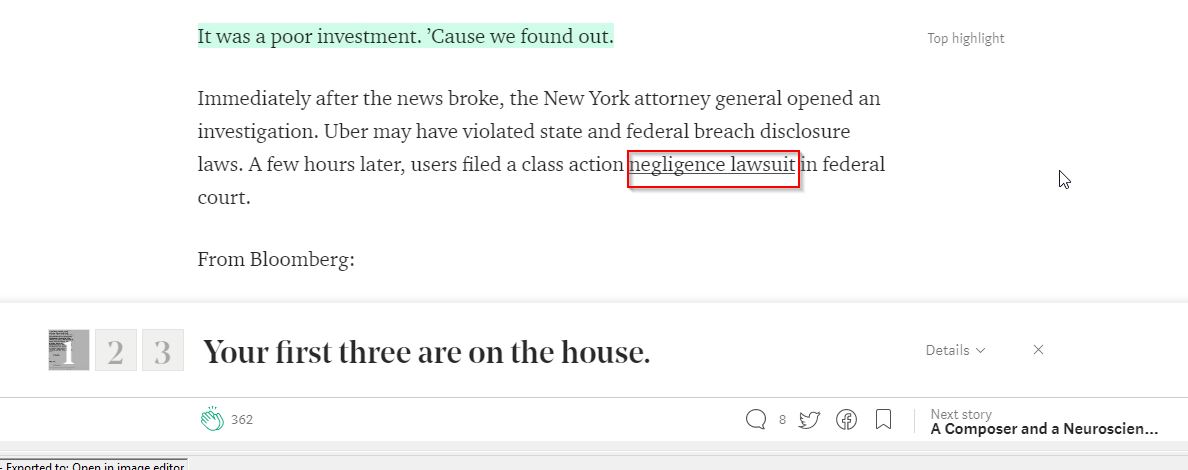 It was a poor investment. ’Cause we found out.
Top highlight
Immediately after the news broke, the New York attorney general opened an
investigation. Uber may have violated state and federal breach disclosure
laws. A few hours later, users filed a class action negligence lawsuit in federal
court.
From Bloomberg:
1 2 3 Your first three are on the house.
Details
362
8
Next story
A Composer and a Neuroscien...
- Exported to: Open in image editor